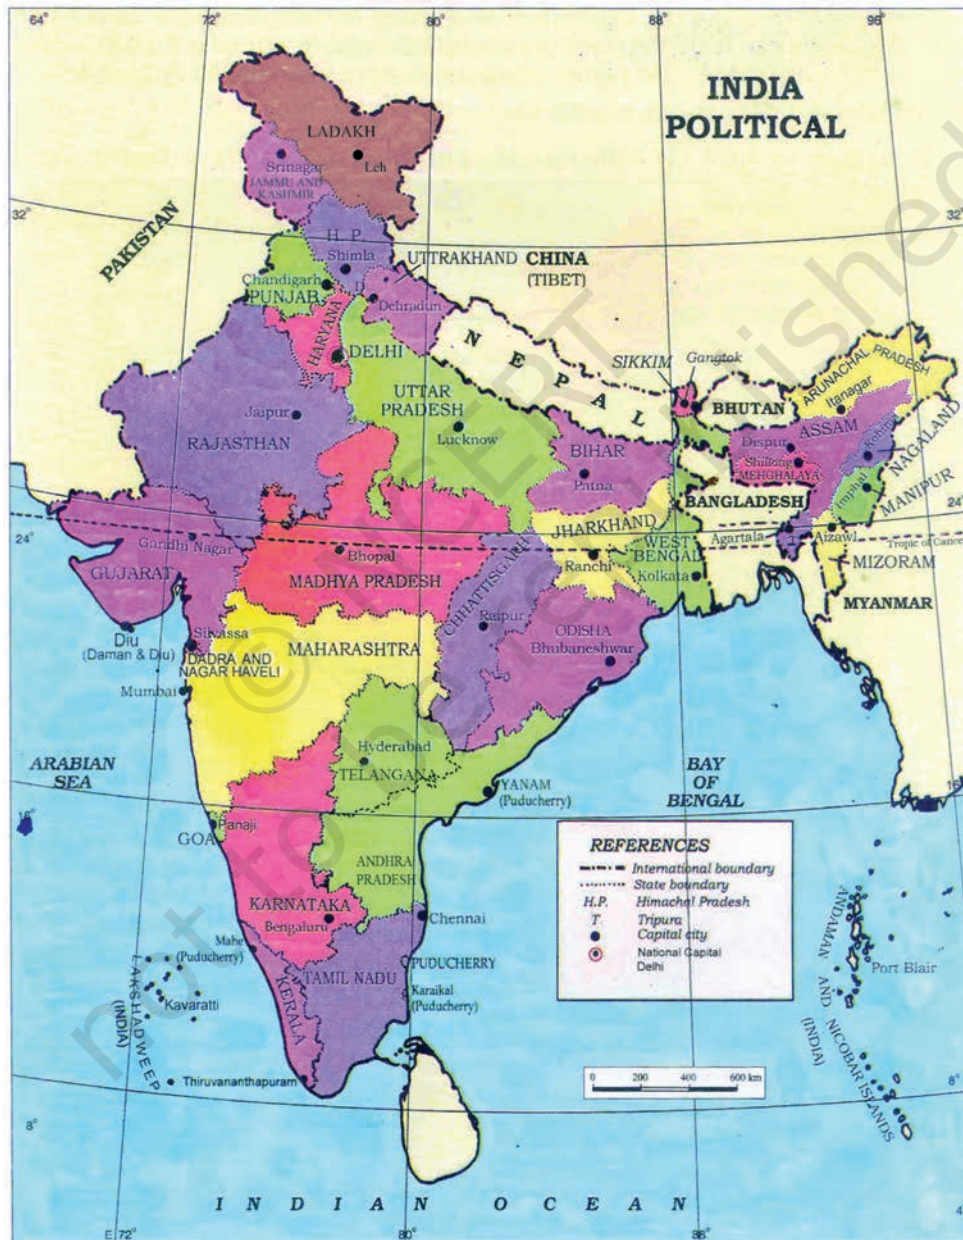 64°
72°
80°
88°
96°
INDIA
POLITICAL
LADAKH
Srinagar
Leh
JAMMU AND
KASHMIR
32°
32°
PAKISTAN
H. P.
Shimla
UTTRAKHAND
CHINA
(TIBET)
Chandigarh
PUNJAB
D
Dehradun
HARYANA
DELHI
NEPAL
SIKKIM
Gangtok
ARUNACHAL PRADESH
Itanagar
UTTAR
PRADESH
BHUTAN
Jaipur
RAJASTHAN
Lucknow
BIHAR
Patna
ASSAM
Dispur
Kohima
NAGALAND
Shillong
MEHGHALAYA
Imphal
MANIPUR
BANGLADESH
24°
24°
JHARKHAND
WEST
BENGAL
Agartala
T
Aizawl
Tropic of Cancer
Gandhi Nagar
Bhopal
Ranchi
GUJARAT
MADHYA PRADESH
CHHATTISGARH
Kolkata
MIZORAM
MYANMAR
Raipur
ODISHA
Bhubaneshwar
Diu
(Daman & Diu)
Silvassa
DADRA AND
NAGAR HAVELI
MAHARASHTRA
Mumbai
Hyderabad
TELANGANA
ARABIAN
SEA
BAY
OF
BENGAL
YANAM
(Puducherry)
16°
16°
Panaji
GOA
ANDHRA
PRADESH
KARNATAKA
Bengaluru
Chennai
REFERENCES
International boundary
State boundary
H.P. Himachal Pradesh
T Tripura
Capital city
National Capital
Delhi
Mahe
(Puducherry)
PUDUCHERRY
TAMIL NADU
Karaikal
(Puducherry)
KERALA
LAKSHADWEEP
(INDIA)
Kavaratti
Port Blair
ANDAMAN AND NICOBAR ISLANDS
(INDIA)
Thiruvananthapuram
0 200 400 600 km
8°
8°
INDIAN OCEAN
4
E 72°
80°
88°
© NCERT
not to be republished